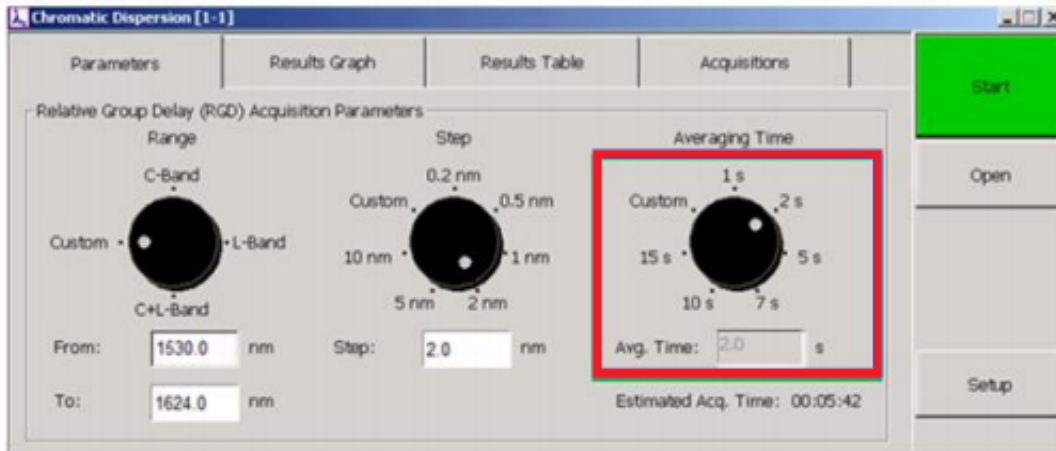 Chromatic Dispersion [1-1]
Parameters
Results Graph
Results Table
Acquisitions
Start
Open
Setup
Relative Group Delay (RGD) Acquisition Parameters
Range
C-Band
Custom
L-Band
C+L-Band
From: 1530.0 nm
To: 1624.0 nm
Step
0.2 nm
Custom
0.5 nm
10 nm
1 nm
5 nm
2 nm
Step: 2.0 nm
Averaging Time
1 s
Custom
2 s
15 s
5 s
10 s
7 s
Avg. Time: 2.0 s
Estimated Acq. Time: 00:05:42